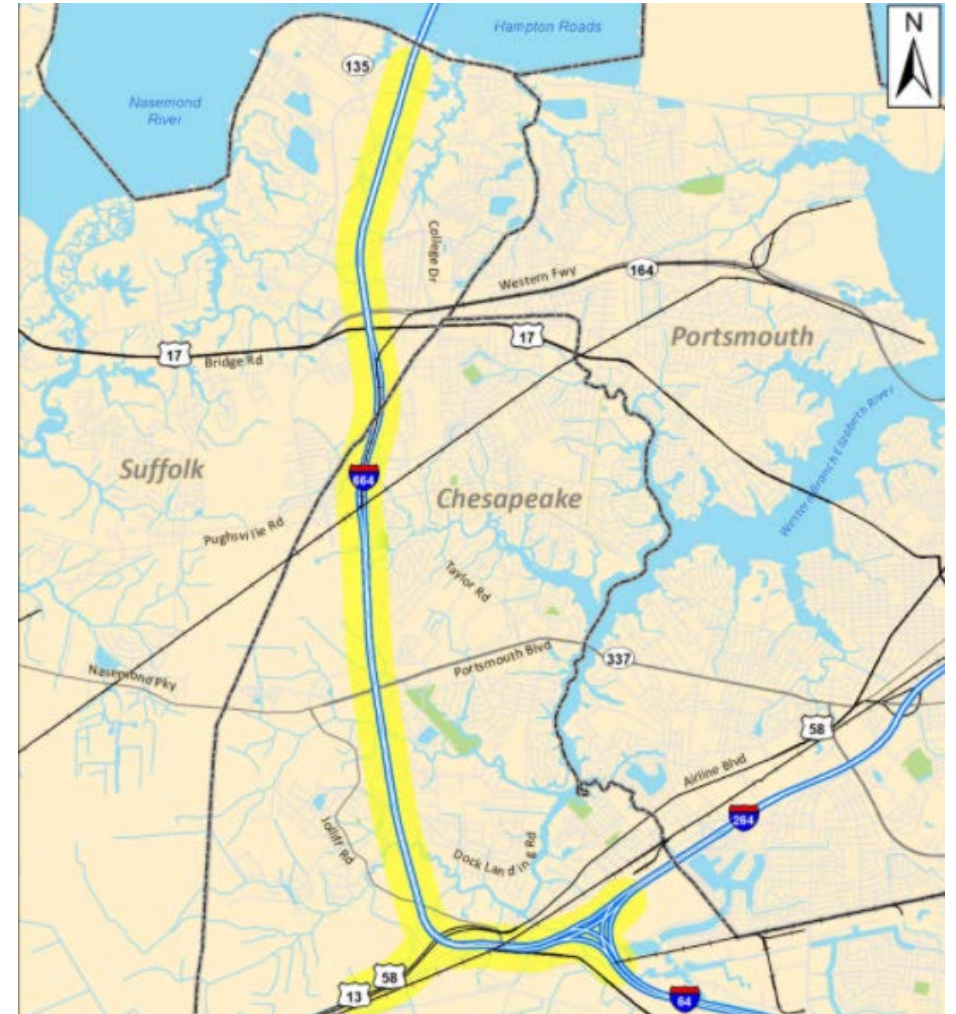 Hampton Roads
N
135
Nasemond
River
College Dr
Western Fwy
164
17
Bridge Rd
17
Portsmouth
Western Branch Elizabeth River
Suffolk
664
Chesapeake
Pughsville Rd
Taylor Rd
Nasemond Pky
Portsmouth Blvd
337
58
Airline Blvd
264
Jolliff Rd
Dock Landing Rd
58
13
64